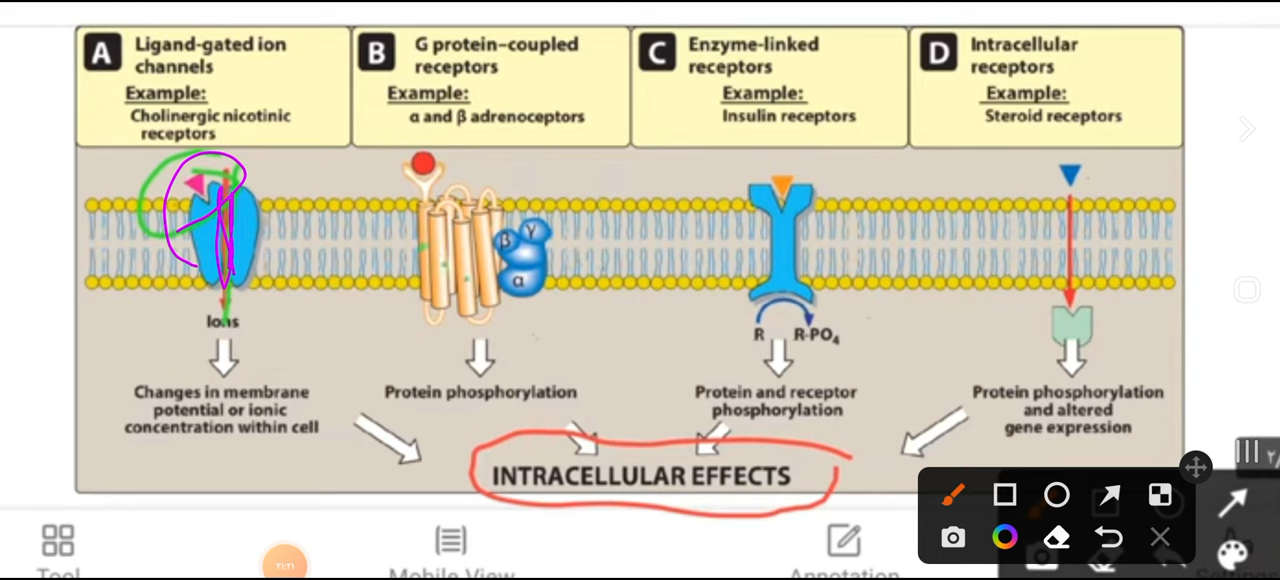 A
Ligand-gated ion
channels
Example:
Cholinergic nicotinic
receptors
B
G protein–coupled
receptors
Example:
α and β adrenoceptors
C
Enzyme-linked
receptors
Example:
Insulin receptors
D
Intracellular
receptors
Example:
Steroid receptors
β
γ
α
Ions
R R-PO4
Changes in membrane
potential or ionic
concentration within cell
Protein phosphorylation
Protein and receptor
phosphorylation
Protein phosphorylation
and altered
gene expression
INTRACELLULAR EFFECTS
Tool
Mobile View
Annotation